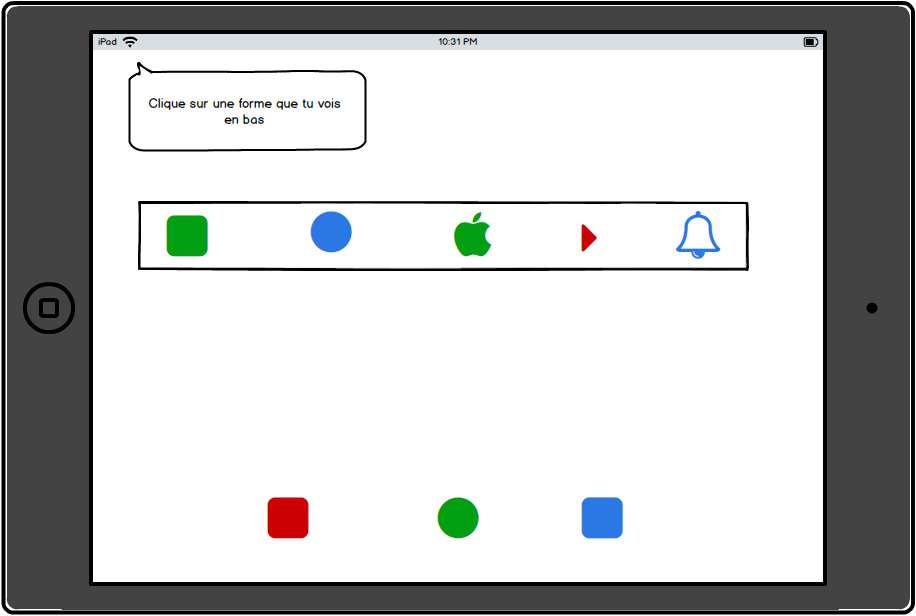 iPad
10:31 PM
Clique sur une forme que tu vois
en bas